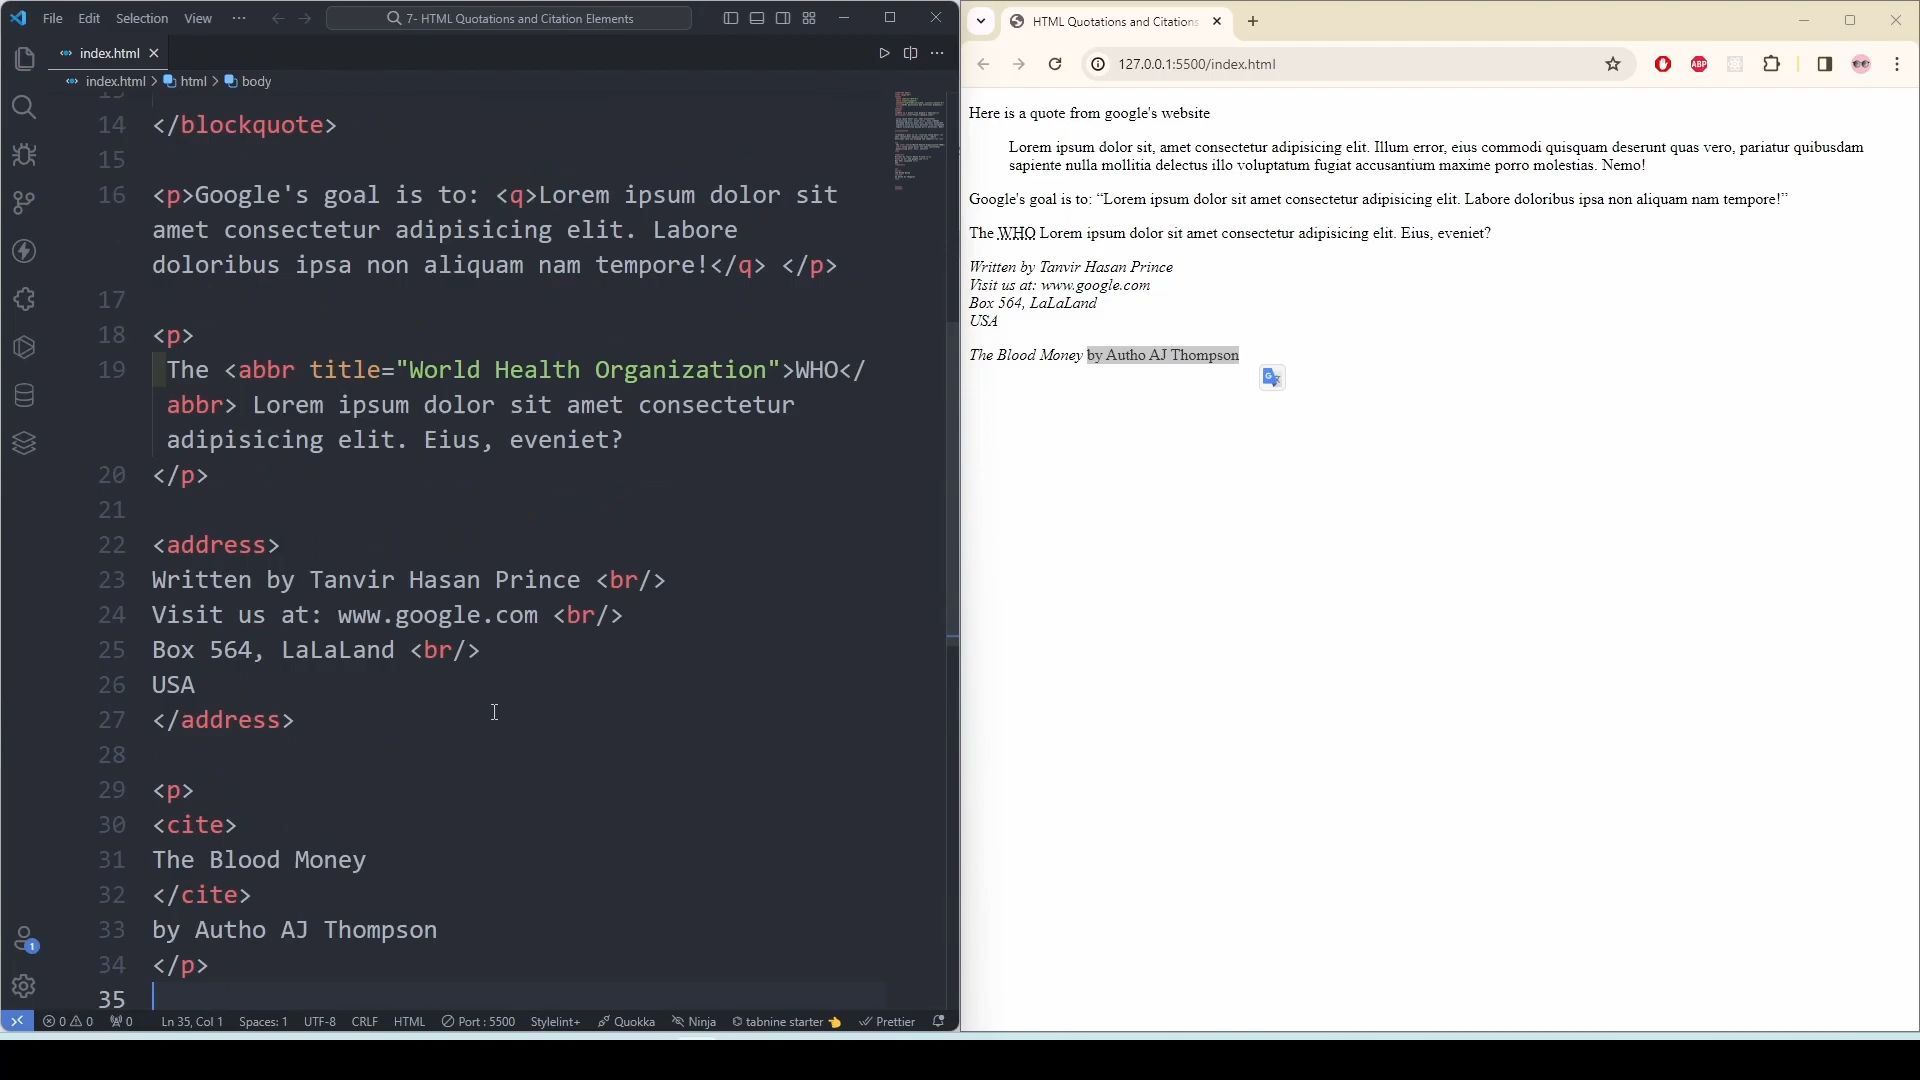 File Edit Selection View ··· 7- HTML Quotations and Citation Elements
index.html
index.html > html > body
14 </blockquote>
15
16 <p>Google's goal is to: <q>Lorem ipsum dolor sit
amet consectetur adipisicing elit. Labore
doloribus ipsa non aliquam nam tempore!</q> </p>
17
18 <p>
19 The <abbr title="World Health Organization">WHO</
abbr> Lorem ipsum dolor sit amet consectetur
adipisicing elit. Eius, eveniet?
20 </p>
21
22 <address>
23 Written by Tanvir Hasan Prince <br/>
24 Visit us at: www.google.com <br/>
25 Box 564, LaLaLand <br/>
26 USA
27 </address>
28
29 <p>
30 <cite>
31 The Blood Money
32 </cite>
33 by Autho AJ Thompson
34 </p>
35
1
0 0 0 Ln 35, Col 1 Spaces: 1 UTF-8 CRLF HTML Port : 5500 Stylelint+ Quokka Ninja tabnine starter Prettier
HTML Quotations and Citations
127.0.0.1:5500/index.html
ABP
Here is a quote from google's website
Lorem ipsum dolor sit, amet consectetur adipisicing elit. Illum error, eius commodi quisquam deserunt quas vero, pariatur quibusdam
sapiente nulla mollitia delectus illo voluptatum fugiat accusantium maxime porro molestias. Nemo!
Google's goal is to: “Lorem ipsum dolor sit amet consectetur adipisicing elit. Labore doloribus ipsa non aliquam nam tempore!”
The WHO Lorem ipsum dolor sit amet consectetur adipisicing elit. Eius, eveniet?
Written by Tanvir Hasan Prince
Visit us at: www.google.com
Box 564, LaLaLand
USA
The Blood Money by Autho AJ Thompson